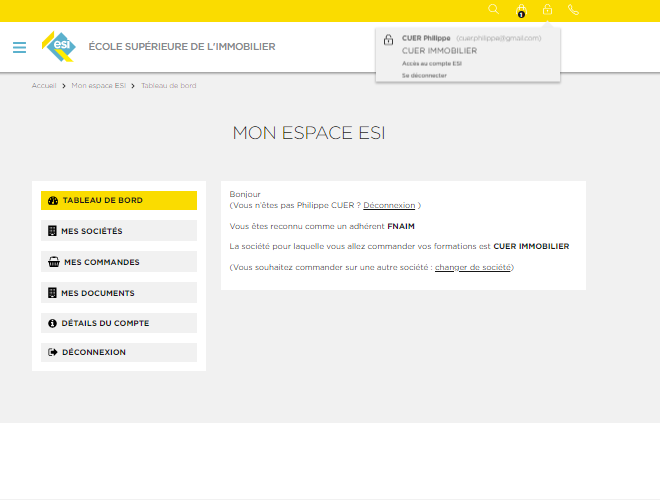 1
CUER Philippe (cuer.philippe@gmail.com)
CUER IMMOBILIER
Accès au compte ESI
Se déconnecter
esi
ÉCOLE SUPÉRIEURE DE L'IMMOBILIER
Accueil > Mon espace ESI > Tableau de bord
MON ESPACE ESI
TABLEAU DE BORD
MES SOCIÉTÉS
MES COMMANDES
MES DOCUMENTS
DÉTAILS DU COMPTE
DÉCONNEXION
Bonjour
(Vous n'êtes pas Philippe CUER ? Déconnexion )
Vous êtes reconnu comme un adhérent FNAIM
La société pour laquelle vous allez commander vos formations est CUER IMMOBILIER
(Vous souhaitez commander sur une autre société : changer de société)